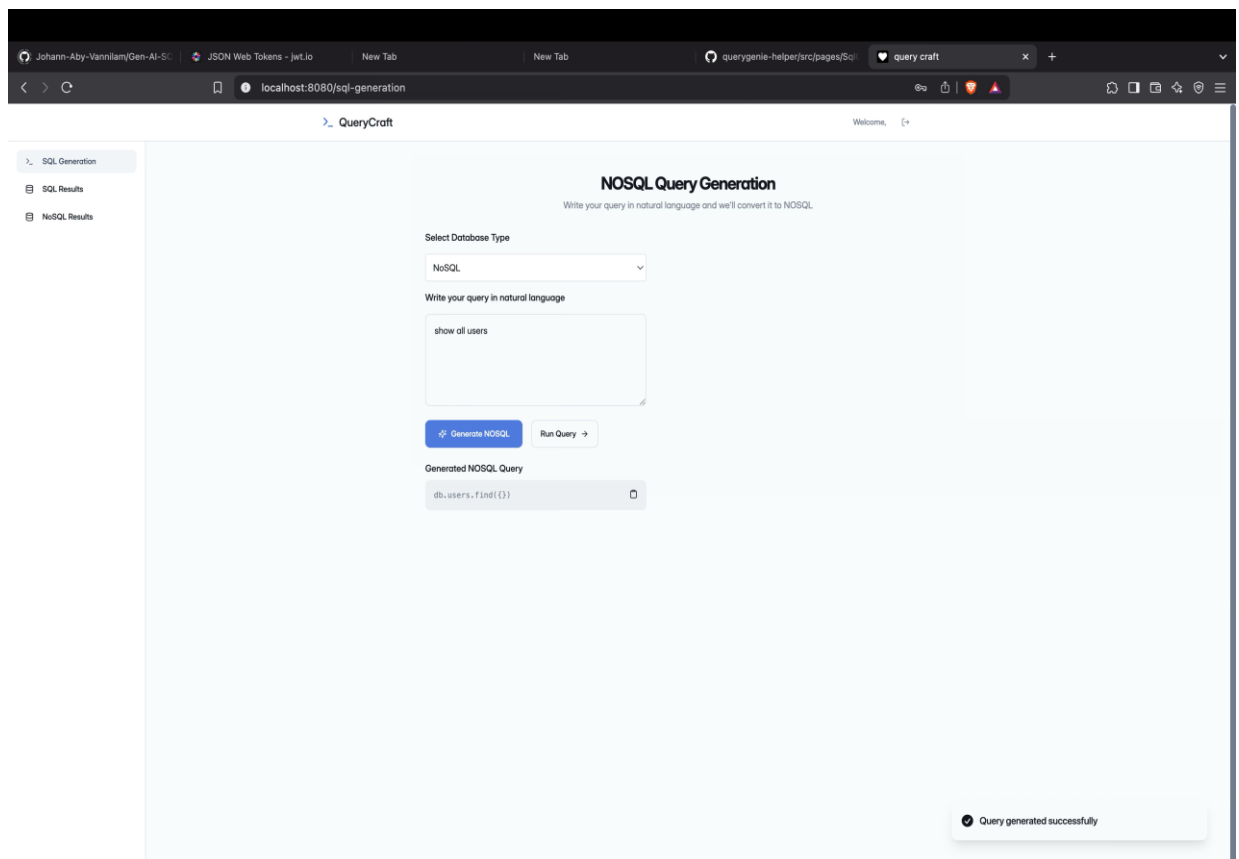 Johann-Aby-Vannilam/Gen-AI-SC
JSON Web Tokens - jwt.io
New Tab
New Tab
querygenie-helper/src/pages/Sql
query craft
localhost:8080/sql-generation
>_ QueryCraft
Welcome,
SQL Generation
SQL Results
NoSQL Results
NOSQL Query Generation
Write your query in natural language and we'll convert it to NOSQL
Select Database Type
NoSQL
Write your query in natural language
show all users
Generate NOSQL
Run Query →
Generated NOSQL Query
db.users.find({})
Query generated successfully